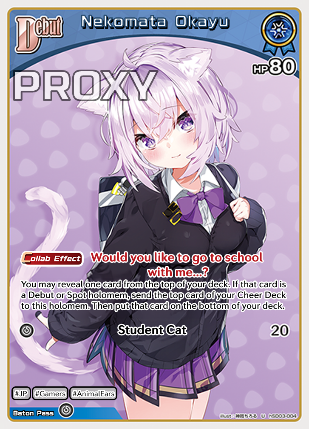 Debut
Nekomata Okayu
HP80
PROXY
Collab Effect
Would you like to go to school
with me...?
You may reveal one card from the top of your deck. If that card
is a Debut or Spot holomem, send the top card of your Cheer Deck
to this holomem. Then put that card on the bottom of your deck.
Student Cat
20
#JP #Gamers #AnimalEars
Baton Pass
U hSD03-004